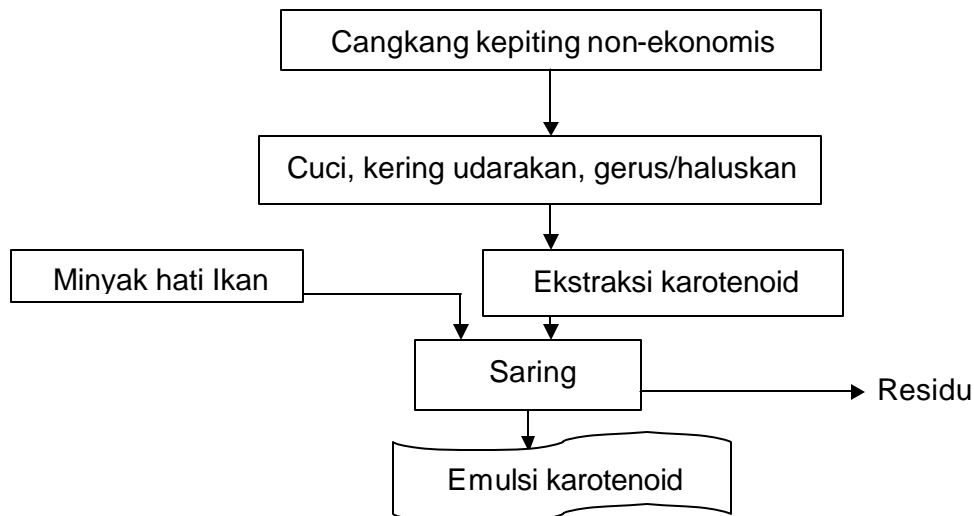 Cangkang kepiting non-ekonomis
Cuci, kering udarakan, gerus/haluskan
Minyak hati Ikan
Ekstraksi karotenoid
Saring
Residu
Emulsi karotenoid